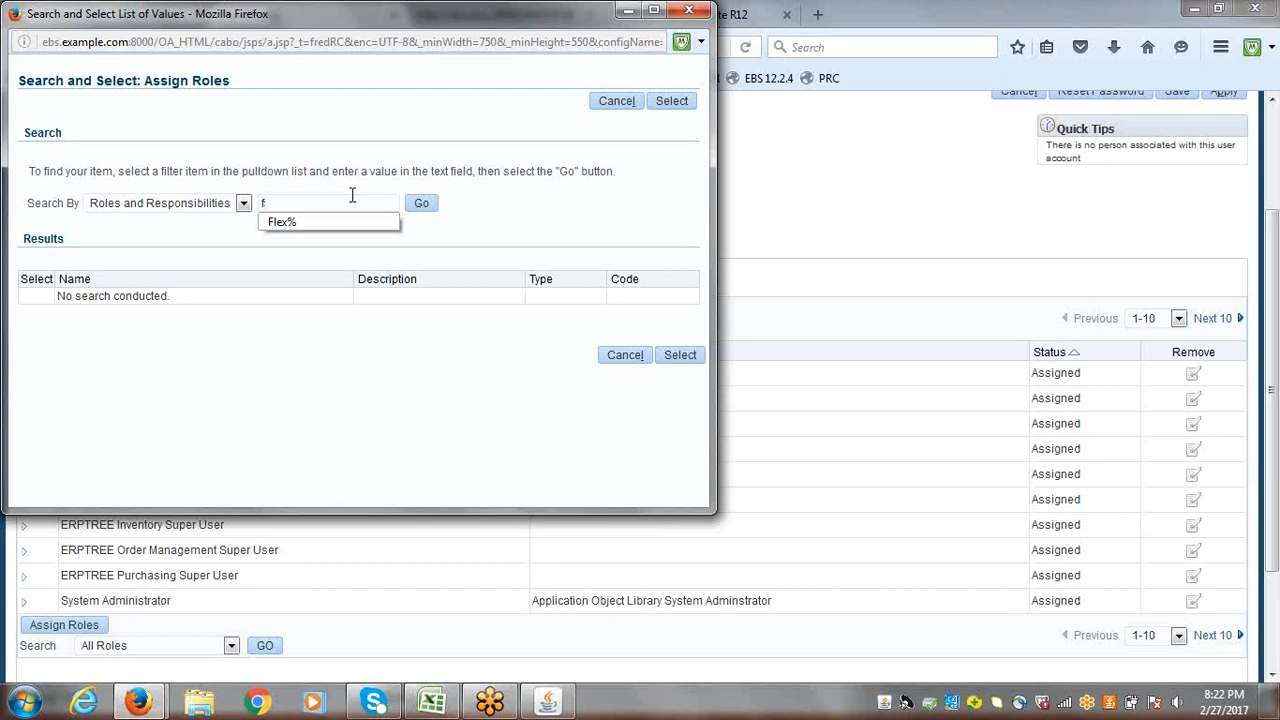 Search and Select List of Values - Mozilla Firefox
ite R12
ebs.example.com:8000/OA_HTML/cabo/jsps/a.jsp?_t=fredRC&enc=UTF-8&_minWidth=750&_minHeight=550&configName=
Search
EBS 12.2.4
PRC
Search and Select: Assign Roles
Cancel Select
Cancel Reset Password Save Apply
Search
Quick Tips
There is no person associated with this user
account
To find your item, select a filter item in the pulldown list and enter a value in the text field, then select the "Go" button.
Search By Roles and Responsibilities f Go
Flex%
Results
Select Name Description Type Code
No search conducted.
Previous 1-10 Next 10
Cancel Select
Status Remove
Assigned
Assigned
Assigned
Assigned
Assigned
Assigned
ERPTREE Inventory Super User Assigned
ERPTREE Order Management Super User Assigned
ERPTREE Purchasing Super User Assigned
System Administrator Application Object Library System Adminstrator Assigned
Assign Roles
Previous 1-10 Next 10
Search All Roles GO
8:22 PM
2/27/2017